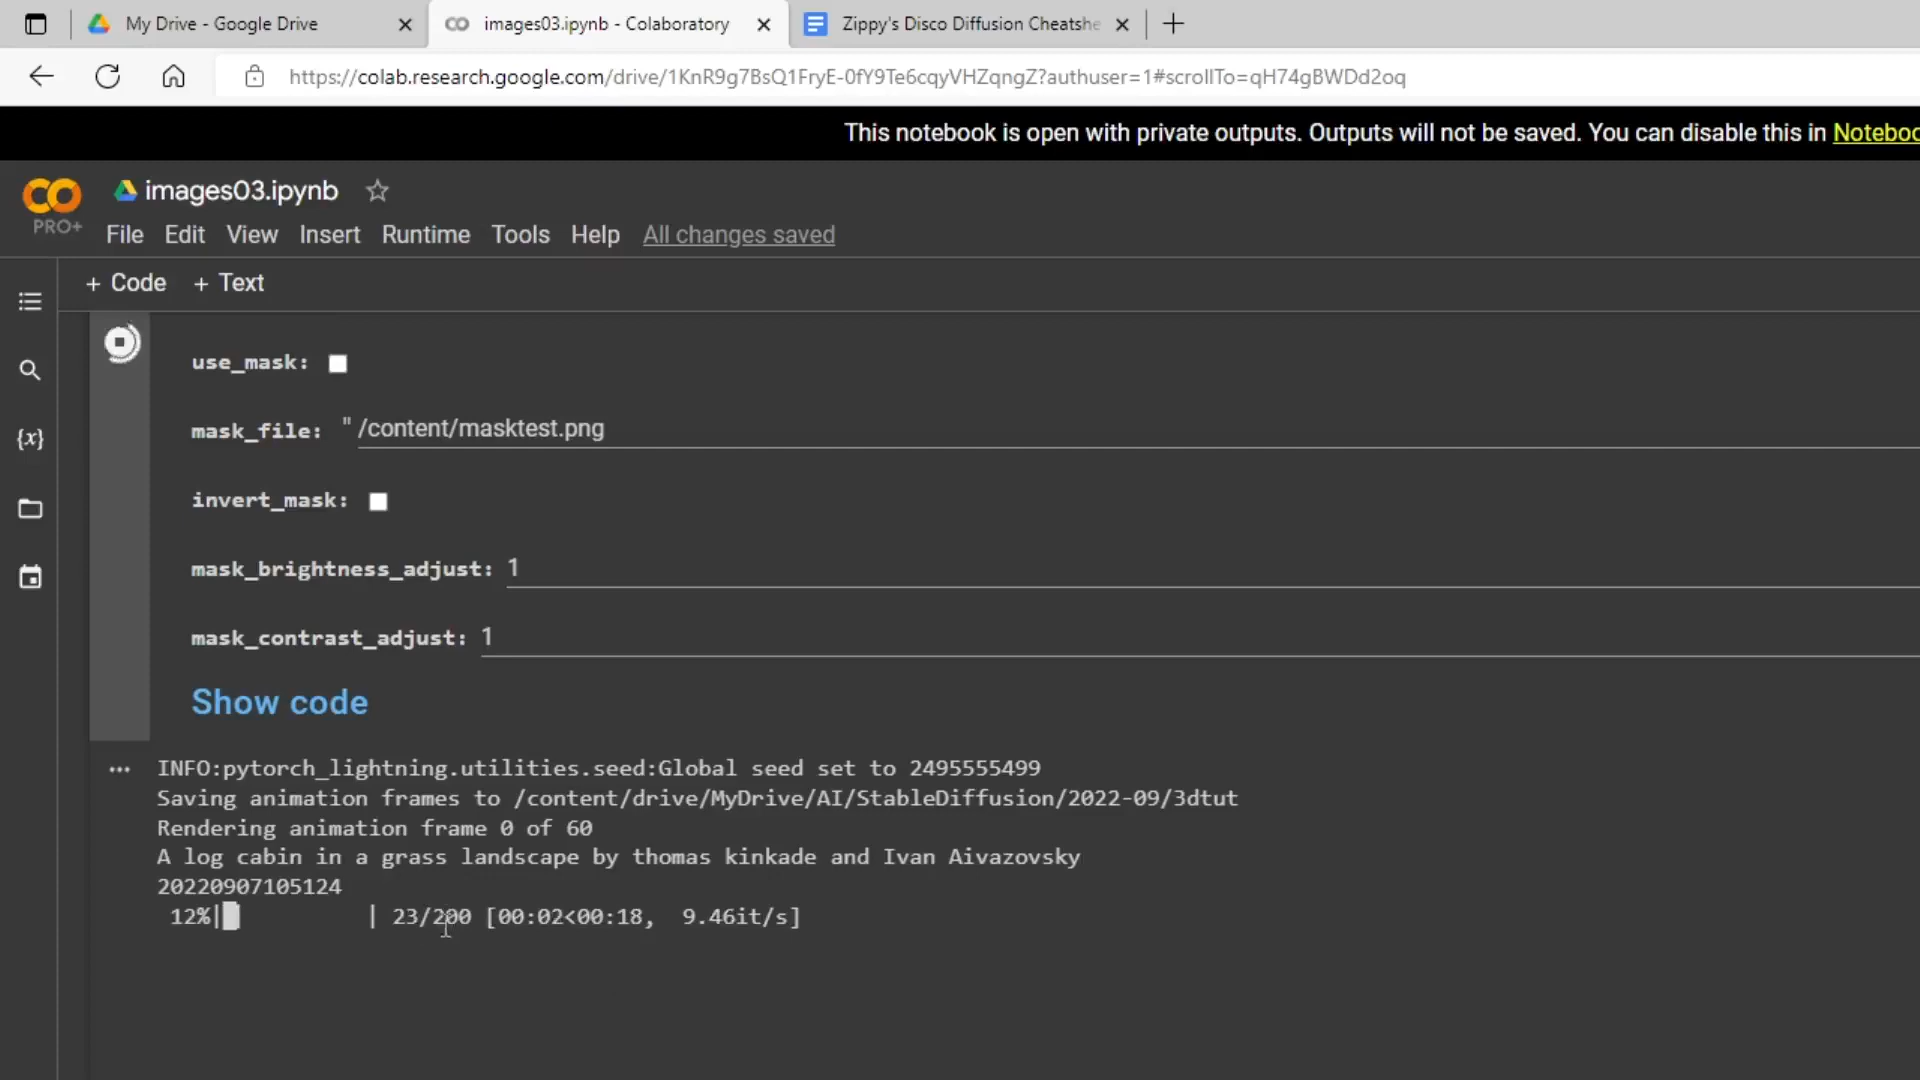 My Drive - Google Drive
images03.ipynb - Colaboratory
Zippy's Disco Diffusion Cheatshe
https://colab.research.google.com/drive/1KnR9g7BsQ1FryE-0fY9Te6cqyVHZqngZ?authuser=1#scrollTo=qH74gBWDd2oq
This notebook is open with private outputs. Outputs will not be saved. You can disable this in Noteboo
images03.ipynb
PRO+
File Edit View Insert Runtime Tools Help All changes saved
+ Code + Text
use_mask:
mask_file: " /content/masktest.png
{x}
invert_mask:
mask_brightness_adjust: 1
mask_contrast_adjust: 1
Show code
INFO:pytorch_lightning.utilities.seed:Global seed set to 2495555499
Saving animation frames to /content/drive/MyDrive/AI/StableDiffusion/2022-09/3dtut
Rendering animation frame 0 of 60
A log cabin in a grass landscape by thomas kinkade and Ivan Aivazovsky
20220907105124
12%| | 23/200 [00:02<00:18, 9.46it/s]